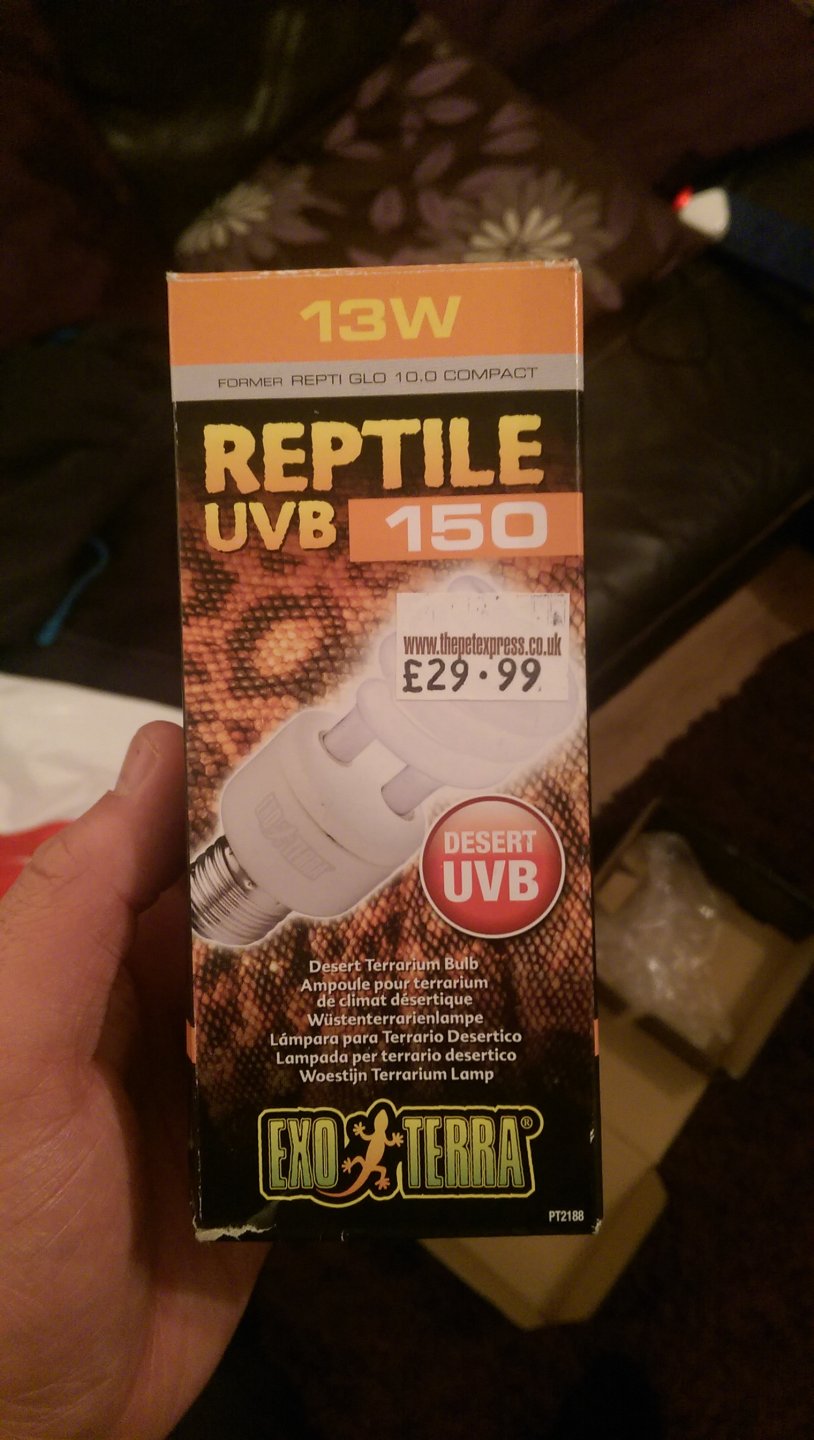 13W
FORMER REPTI GLO 10.0 COMPACT
REPTILE
UVB 150
www.thepetexpress.co.uk
£29.99
DESERT
UVB
Desert Terrarium Bulb
Ampoule pour terrarium
de climat désertique
Wüstenterrarienlampe
Lámpara para Terrario Desertico
Lampada per terrario desertico
Woestijn Terrarium Lamp
EXO TERRA®
PT2188